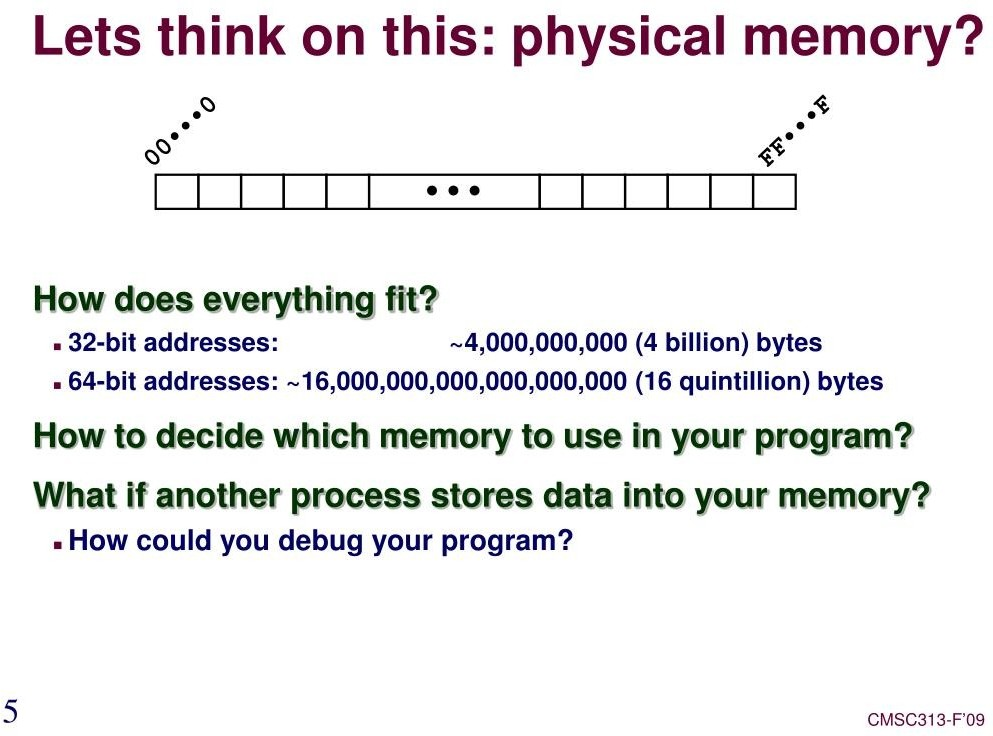 Lets think on this: physical memory?
00•••0
FF•••F
•••
How does everything fit?
▪ 32-bit addresses: ~4,000,000,000 (4 billion) bytes
▪ 64-bit addresses: ~16,000,000,000,000,000,000 (16 quintillion) bytes
How to decide which memory to use in your program?
What if another process stores data into your memory?
▪ How could you debug your program?
5
CMSC313-F'09